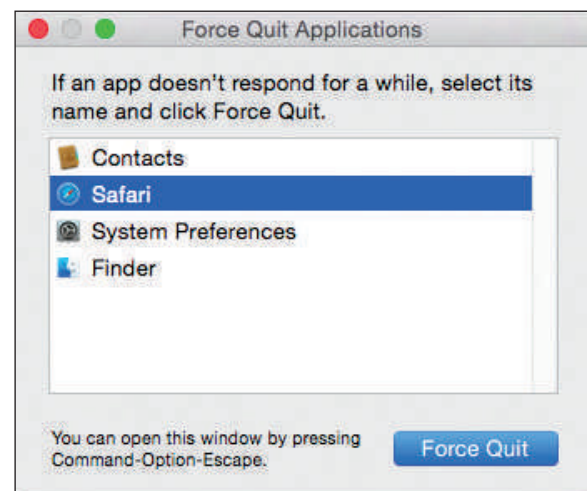 Force Quit Applications
If an app doesn't respond for a while, select its
name and click Force Quit.
Contacts
Safari
System Preferences
Finder
You can open this window by pressing
Command-Option-Escape.
Force Quit